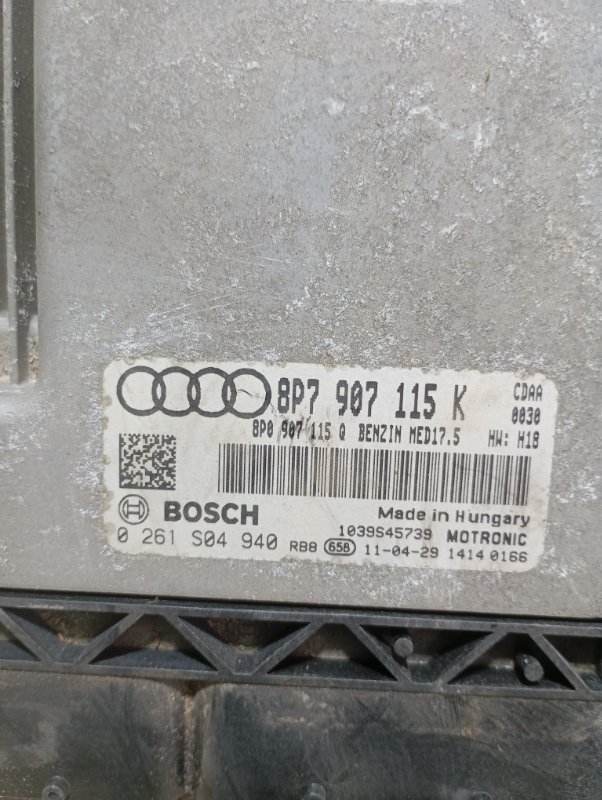 8P7 907 115 K CDAA
8P0 907 115 Q BENZIN MED17.5 0030
HW: H18
BOSCH Made in Hungary
1039S45739 MOTRONIC
0 261 S04 940 RB8 658 11-04-29 1414 0166